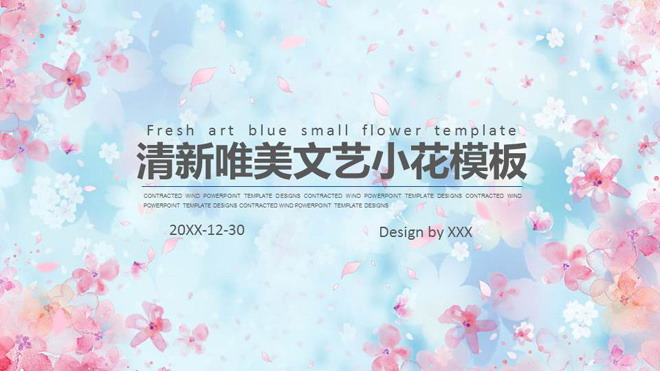 Fresh art blue small flower template
清新唯美文艺小花模板
CONTRACTED WIND POWERPOINT TEMPLATE DESIGNS CONTRACTED WIND POWERPOINT TEMPLATE DESIGNS CONTRACTED WIND
POWERPOINT TEMPLATE DESIGNS CONTRACTED WIND POWERPOINT TEMPLATE DESIGNS
20XX-12-30
Design by XXX